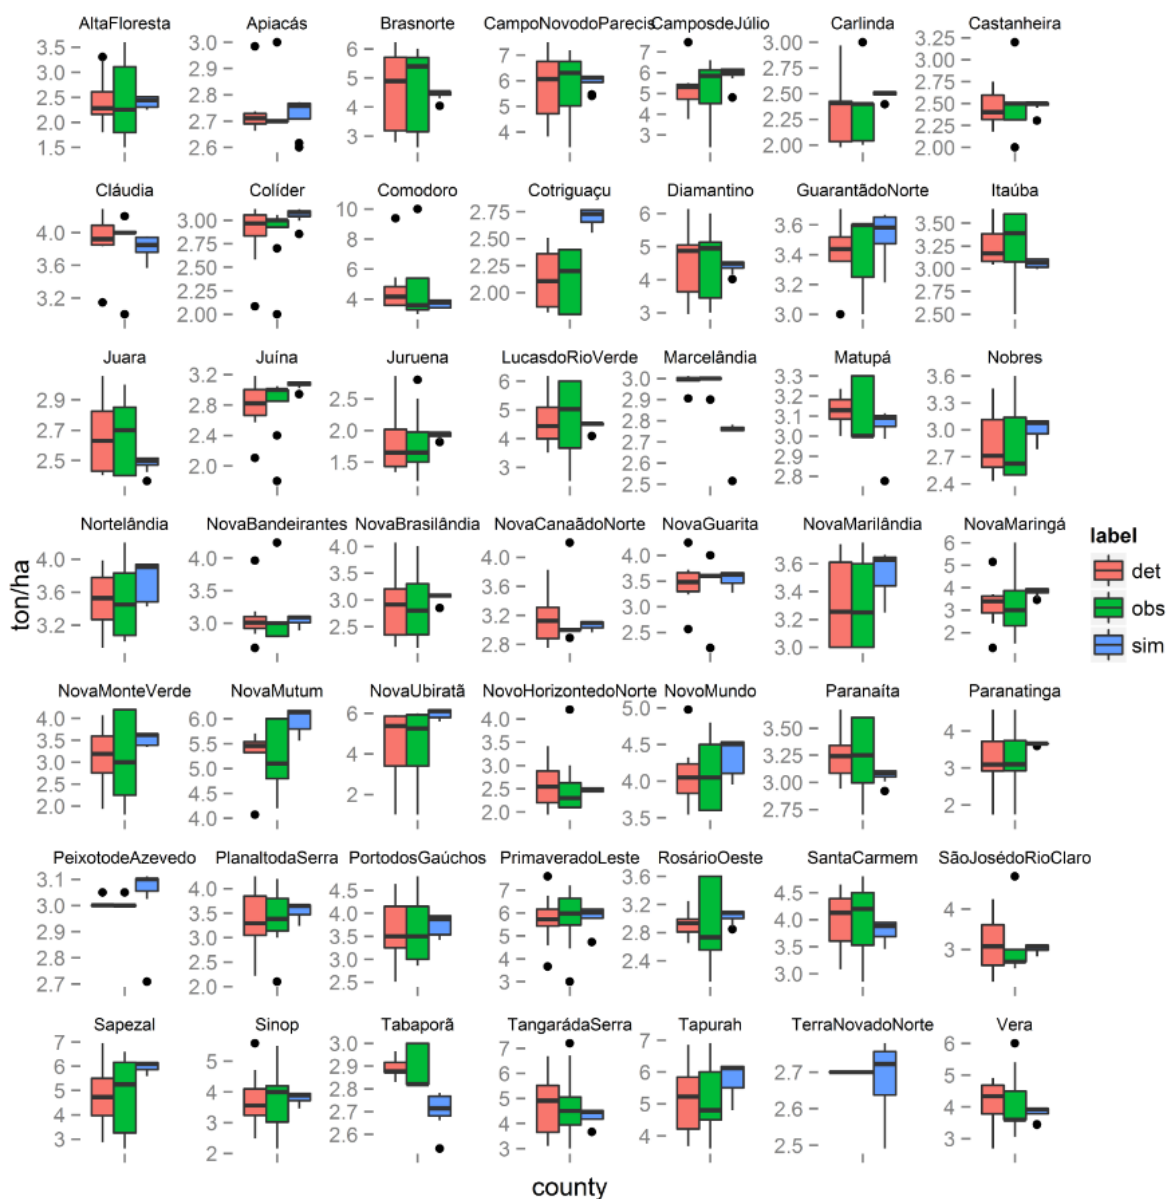 AltaFloresta Apiacás Brasnorte CampoNovodoParecis CamposdeJúlio Carlinda Castanheira
3.5 3.0 2.5 2.0 1.5
3.0 2.9 2.8 2.7 2.6
6 5 4 3
7 6 5 4
7 6 5 4 3
3.00 2.75 2.50 2.25 2.00
3.25 3.00 2.75 2.50 2.25 2.00
Cláudia Colíder Comodoro Cotriguaçu Diamantino GuarantãdoNorte Itaúba
4.0 3.6 3.2
3.00 2.75 2.50 2.25 2.00
10 8 6 4
2.75 2.50 2.25 2.00
6 5 4 3
3.6 3.4 3.2 3.0
3.50 3.25 3.00 2.75 2.50
Juara Juína Juruena LucasdoRioVerde Marcelândia Matupá Nobres
2.9 2.7 2.5
3.2 2.8 2.4 2.0
3.0 2.5 2.0 1.5
6 5 4 3
3.0 2.9 2.8 2.7 2.6 2.5
3.3 3.2 3.1 3.0 2.9 2.8
3.6 3.2 2.8 2.4
Nortelândia NovaBandeirantes NovaBrasilândia NovaCanaãdoNorte NovaGuarita NovaMarilândia NovaMaringá
4.0 3.6 3.2
4.0 3.5 3.0
4.0 3.5 3.0 2.5
4.0 3.6 3.2 2.8
4.0 3.5 3.0 2.5
3.6 3.4 3.2 3.0
6 5 4 3 2
ton/ha
label
det
obs
sim
NovaMonteVerde NovaMutum NovaUbiratã NovoHorizontedoNorte NovoMundo Paranaíta Paranatinga
4.0 3.5 3.0 2.5 2.0
6.0 5.5 5.0 4.5 4.0
6 4 2
4.0 3.5 3.0 2.5 2.0
5.0 4.5 4.0 3.5
3.50 3.25 3.00 2.75
4 3 2
PeixotodeAzevedo PlanaltodaSerra PortodosGaúchos PrimaveradoLeste RosárioOeste SantaCarmem SãoJosédoRioClaro
3.1 3.0 2.9 2.8 2.7
4.0 3.5 3.0 2.5 2.0
4.5 4.0 3.5 3.0 2.5
7 6 5 4 3
3.6 3.2 2.8 2.4
4.5 4.0 3.5 3.0
4 3
Sapezal Sinop Tabaporã TangarádaSerra Tapurah TerraNovadoNorte Vera
7 6 5 4 3
5 4 3 2
3.0 2.9 2.8 2.7 2.6
7 6 5 4 3
7 6 5 4
2.7 2.6 2.5
6 5 4 3
county